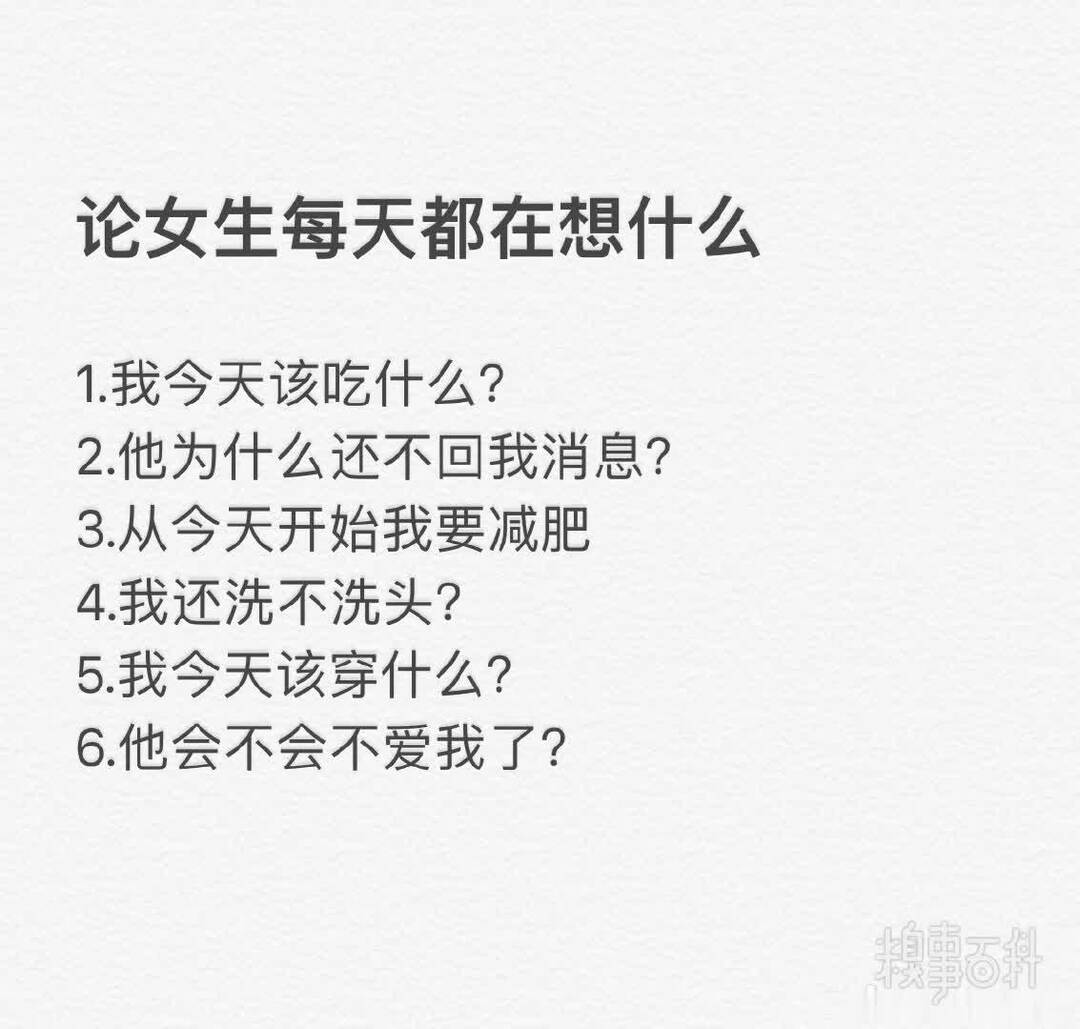 论女生每天都在想什么
1.我今天该吃什么?
2.他为什么还不回我消息?
3.从今天开始我要减肥
4.我还洗不洗头?
5.我今天该穿什么?
6.他会不会不爱我了?
糗事百科